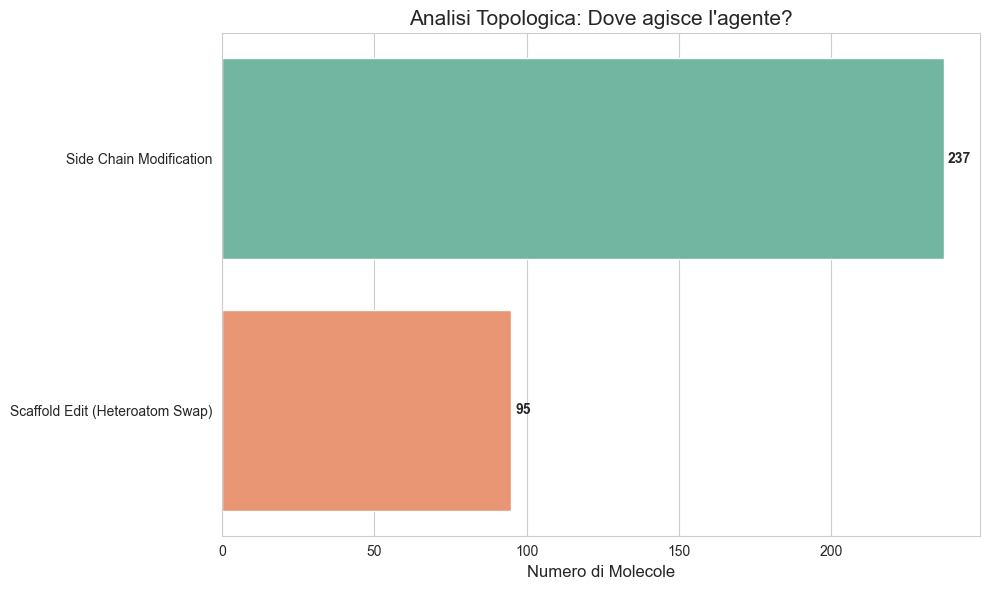 Analisi Topologica: Dove agisce l'agente?
Side Chain Modification
237
Scaffold Edit (Heteroatom Swap)
95
0 50 100 150 200
Numero di Molecole